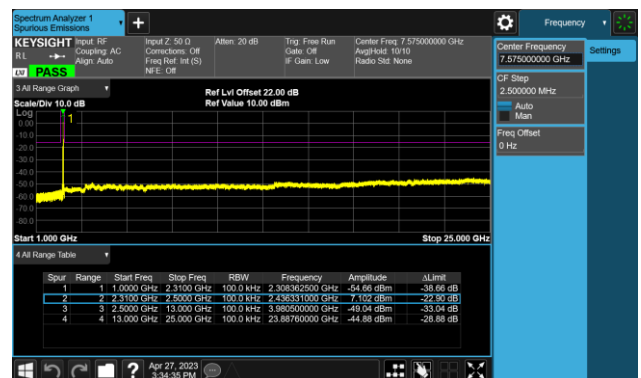 Spectrum Analyzer 1
Spurious Emissions
+
Frequency
KEYSIGHT
R L
LXI PASS
Input: RF
Coupling: AC
Align: Auto
Input Z: 50 Ω
Corrections: Off
Freq Ref: Int (S)
NFE: Off
Atten: 20 dB
Trig: Free Run
Gate: Off
IF Gain: Low
Center Freq: 7.575000000 GHz
Avg|Hold: 10/10
Radio Std: None
Center Frequency
7.575000000 GHz
Settings
CF Step
2.500000 MHz
Auto
Man
Freq Offset
0 Hz
3 All Range Graph
Scale/Div 10.0 dB
Ref Lvl Offset 22.00 dB
Ref Value 10.00 dBm
Log
1
0.00
-10.0
-20.0
-30.0
-40.0
-50.0
-60.0
-70.0
-80.0
Start 1.000 GHz
Stop 25.000 GHz
4 All Range Table
Spur Range Start Freq Stop Freq RBW Frequency Amplitude ΔLimit
1 1 1.0000 GHz 2.3100 GHz 100.0 kHz 2.308362500 GHz -54.66 dBm -38.66 dB
2 2 2.3100 GHz 2.5000 GHz 100.0 kHz 2.436331000 GHz 7.102 dBm -22.90 dB
3 3 2.5000 GHz 13.000 GHz 100.0 kHz 3.980500000 GHz -49.04 dBm -33.04 dB
4 4 13.000 GHz 25.000 GHz 100.0 kHz 23.88760000 GHz -44.88 dBm -28.88 dB
?
Apr 27, 2023
3:34:35 PM